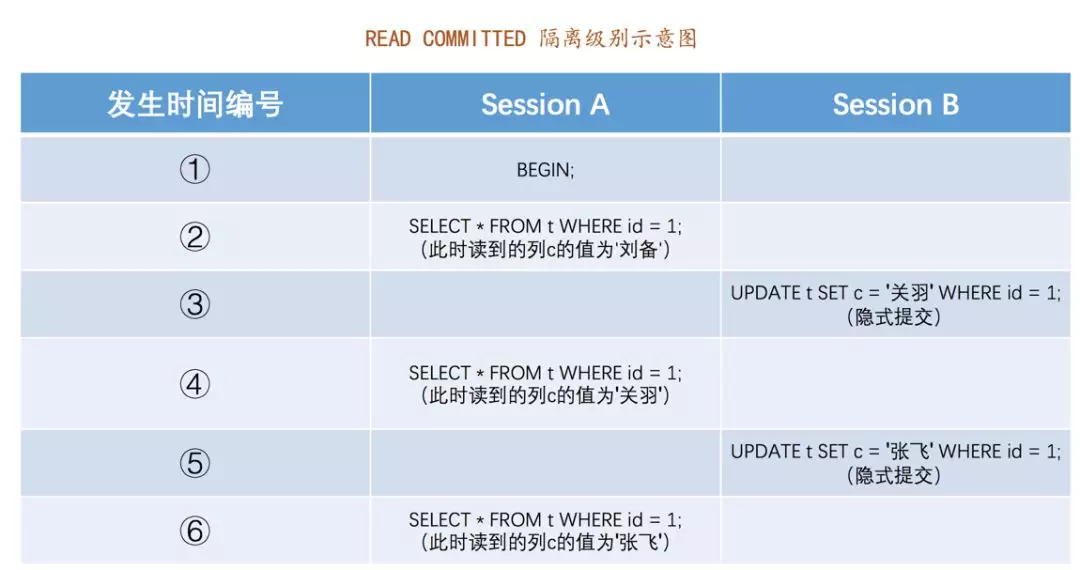 READ COMMITTED 隔离级别示意图
发生时间编号 Session A Session B
① BEGIN;
② SELECT * FROM t WHERE id = 1;
(此时读到的列c的值为'刘备')
③ UPDATE t SET c = '关羽' WHERE id = 1;
(隐式提交)
④ SELECT * FROM t WHERE id = 1;
(此时读到的列c的值为'关羽')
⑤ UPDATE t SET c = '张飞' WHERE id = 1;
(隐式提交)
⑥ SELECT * FROM t WHERE id = 1;
(此时读到的列c的值为'张飞')